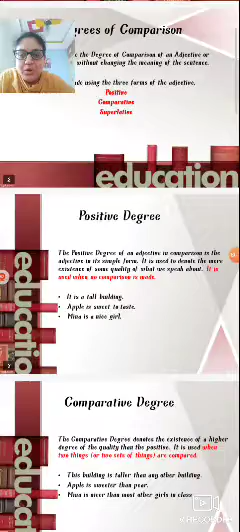 grees of Comparison
e the Degree of Comparison of an Adjective or
without changing the meaning of the sentence.
de using the three forms of the adjective.
Positive
Comparative
Superlative
education
2
Positive Degree
The Positive Degree of an adjective in comparison is the
adjective in its simple form. It is used to denote the mere
existence of some quality of what we speak about. It is
used when no comparison is made.
• It is a tall building.
• Apple is sweet to taste.
• Mina is a nice girl.
educatio
Comparative Degree
The Comparative Degree denotes the existence of a higher
degree of the quality than the positive. It is used when
two things (or two sets of things) are compared.
• This building is taller than any other building.
• Apple is sweeter than pear.
• Mina is nicer than most other girls in class